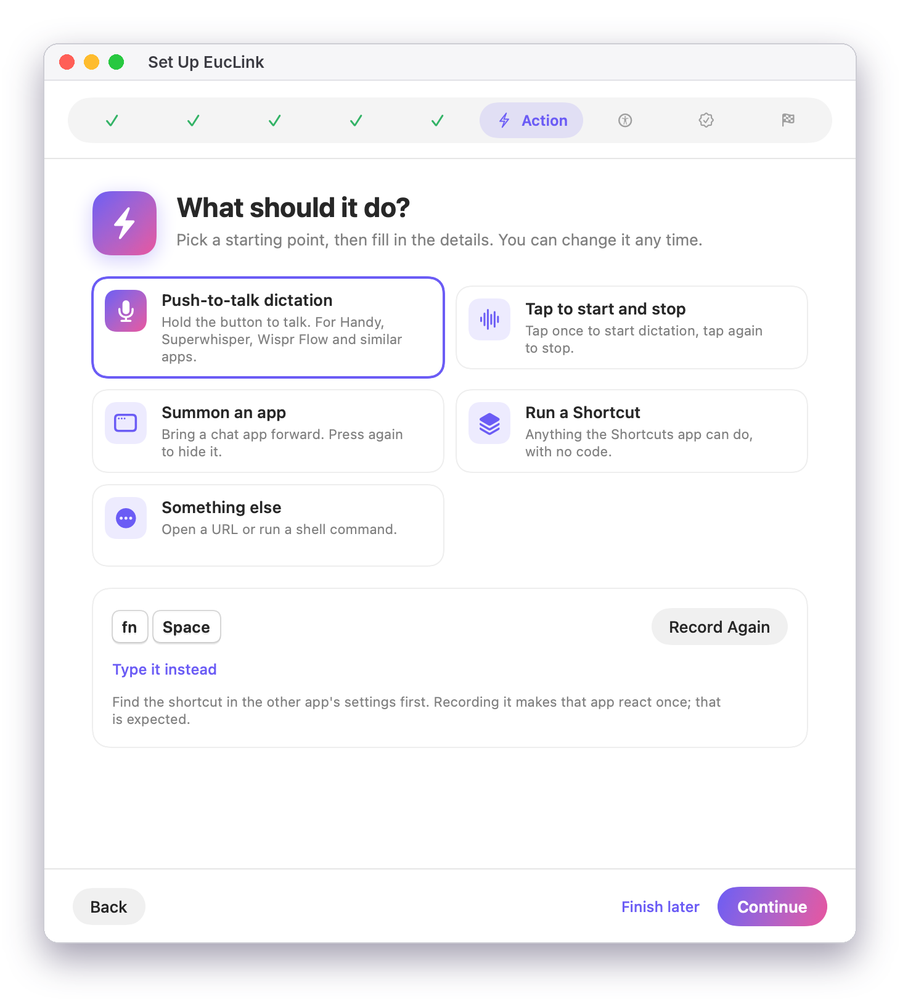 Set Up EucLink
Action
What should it do?
Pick a starting point, then fill in the details. You can change it any time.
Push-to-talk dictation
Hold the button to talk. For Handy,
Superwhisper, Wispr Flow and similar
apps.
Tap to start and stop
Tap once to start dictation, tap again
to stop.
Summon an app
Bring a chat app forward. Press again
to hide it.
Run a Shortcut
Anything the Shortcuts app can do,
with no code.
Something else
Open a URL or run a shell command.
fn Space
Record Again
Type it instead
Find the shortcut in the other app's settings first. Recording it makes that app react once; that
is expected.
Back
Finish later
Continue